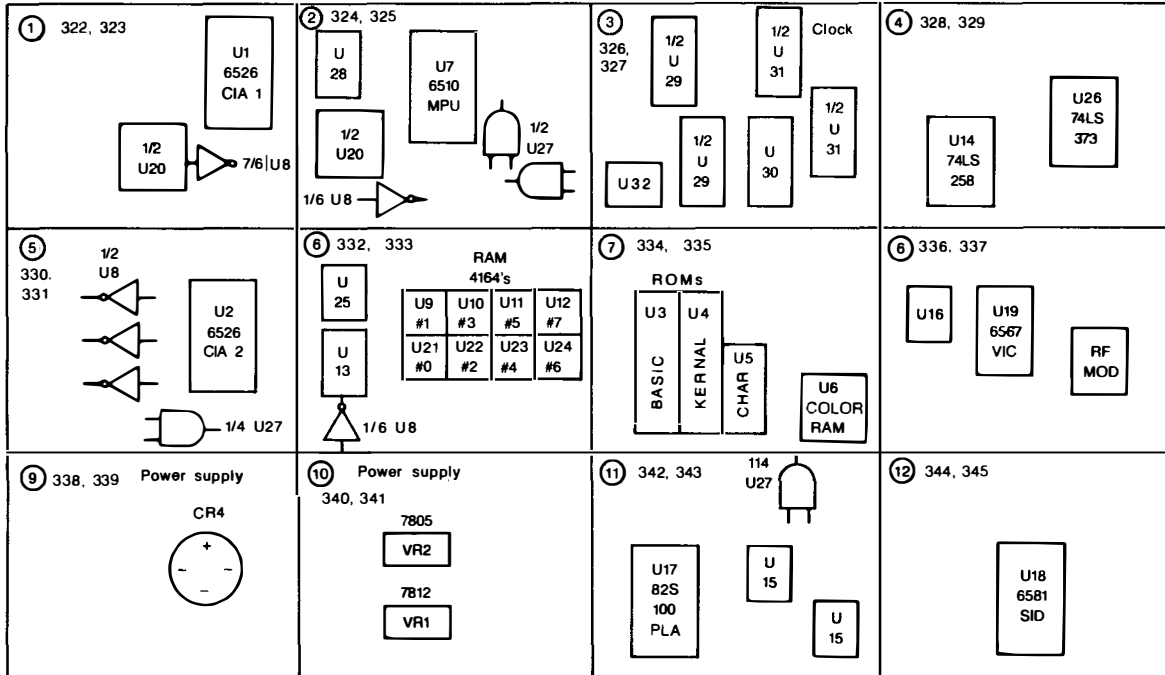 1 322, 323
U1
6526
CIA 1
1/2
U20
7/6|U8
2 324, 325
U
28
U7
6510
MPU
1/2
U20
1/2
U27
1/6 U8
3
326,
327
1/2
U
29
1/2
U
31
Clock
1/2
U
31
1/2
U
29
U
30
U32
4 328, 329
U26
74LS
373
U14
74LS
258
5
330.
331
1/2
U8
U2
6526
CIA 2
1/4 U27
6 332, 333
U
25
U
13
1/6 U8
RAM
4164's
U9 U10 U11 U12
#1 #3 #5 #7
U21 U22 U23 U24
#0 #2 #4 #6
7 334, 335
ROMs
U3 U4
U5
BASIC
KERNAL
CHAR
U6
COLOR
RAM
6 336, 337
U16
U19
6567
VIC
RF
MOD
9 338, 339 Power supply
CR4
+
~ ~
−
10 Power supply
340, 341
7805
VR2
7812
VR1
11 342, 343
114
U27
U17
82S
100
PLA
U
15
U
15
12 344, 345
U18
6581
SID